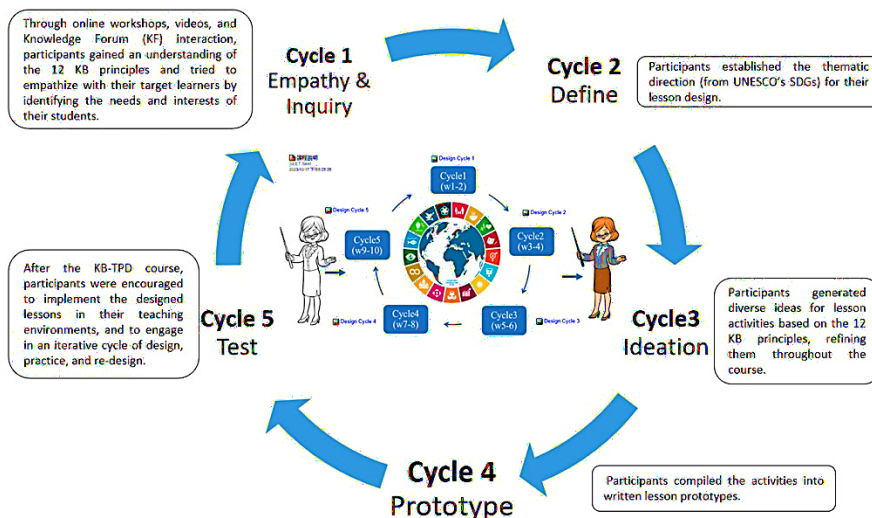 Through online workshops, videos, and
Knowledge Forum (KF) interaction,
participants gained an understanding of
the 12 KB principles and tried to
empathize with their target learners by
identifying the needs and interests of
their students.
Cycle 1
Empathy &
Inquiry
Cycle 2
Define
Participants established the thematic
direction (from UNESCO's SDGs) for their
lesson design.
課程說明
Design Cycle 1
Cycle1
(w1-2)
Design Cycle 5
Design Cycle 2
Cycle5
(w9-10)
Cycle2
(w3-4)
Cycle4
(w7-8)
Cycle3
(w5-6)
Design Cycle 4
Design Cycle 3
After the KB-TPD course,
participants were encouraged
to implement the designed
lessons in their teaching
environments, and to engage
in an iterative cycle of design,
practice, and re-design.
Cycle 5
Test
Cycle3
Ideation
Participants generated
diverse ideas for lesson
activities based on the 12
KB principles, refining
them throughout the
course.
Cycle 4
Prototype
Participants compiled the activities into
written lesson prototypes.